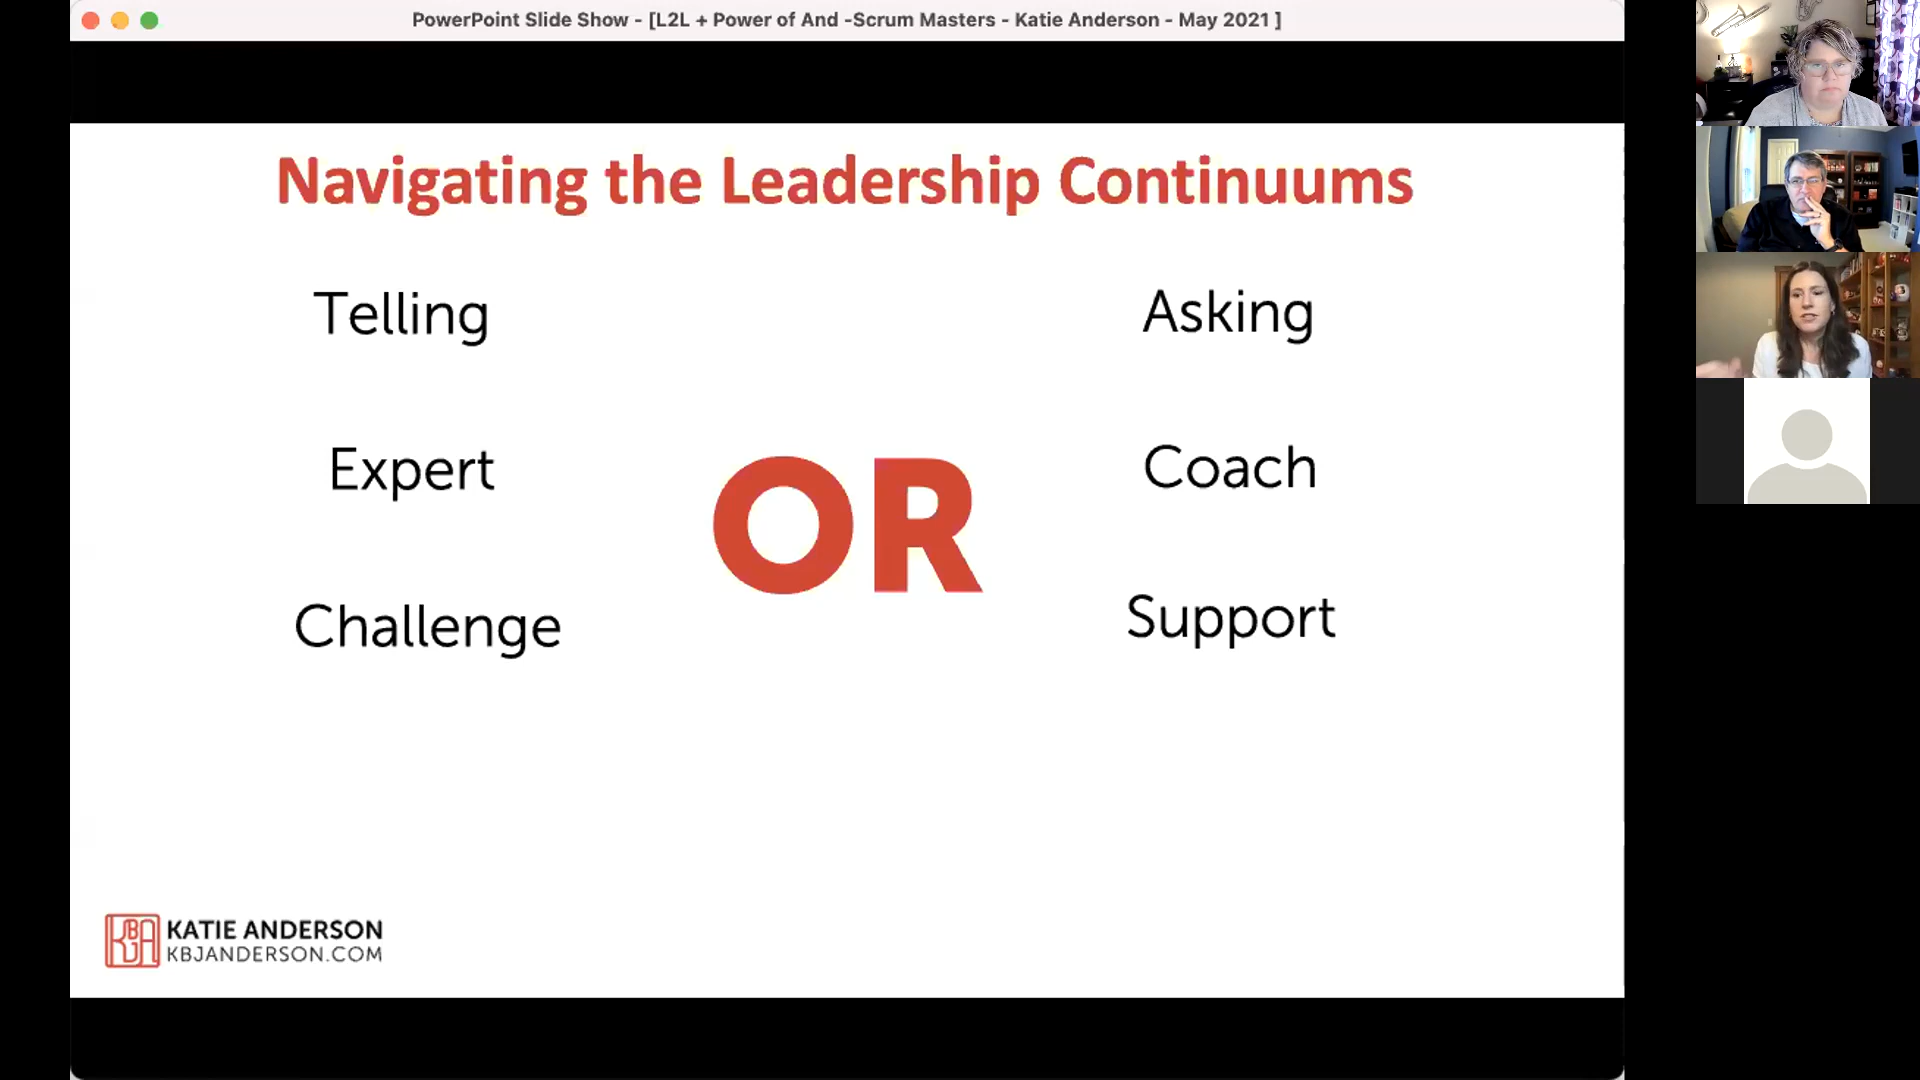 PowerPoint Slide Show - [L2L + Power of And -Scrum Masters - Katie Anderson - May 2021 ]
Navigating the Leadership Continuums
Telling
Asking
Expert
OR
Coach
Challenge
Support
KBJA
KATIE ANDERSON
KBJANDERSON.COM